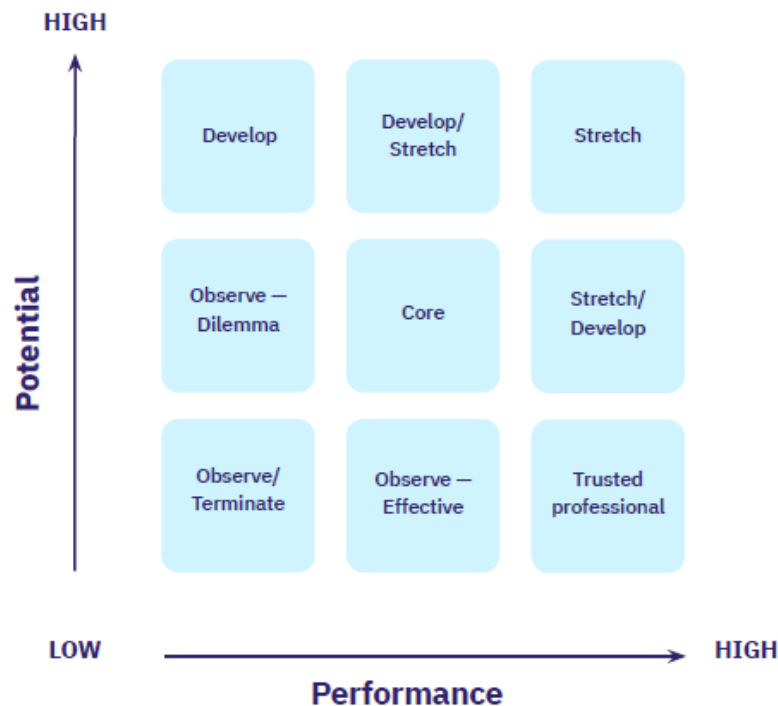 HIGH
Develop
Develop/
Stretch
Stretch
Potential
Observe —
Dilemma
Core
Stretch/
Develop
Observe/
Terminate
Observe —
Effective
Trusted
professional
LOW
HIGH
Performance